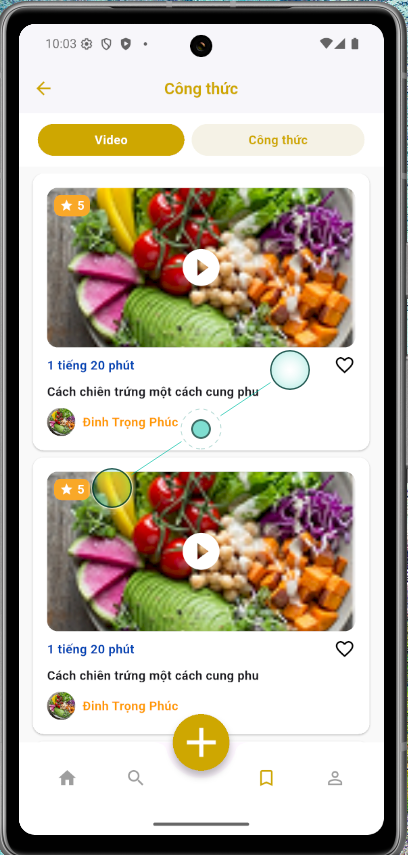 10:03
Công thức
Video
Công thức
5
1 tiếng 20 phút
Cách chiên trứng một cách cung phu
Đinh Trọng Phúc
5
1 tiếng 20 phút
Cách chiên trứng một cách cung phu
Đinh Trọng Phúc